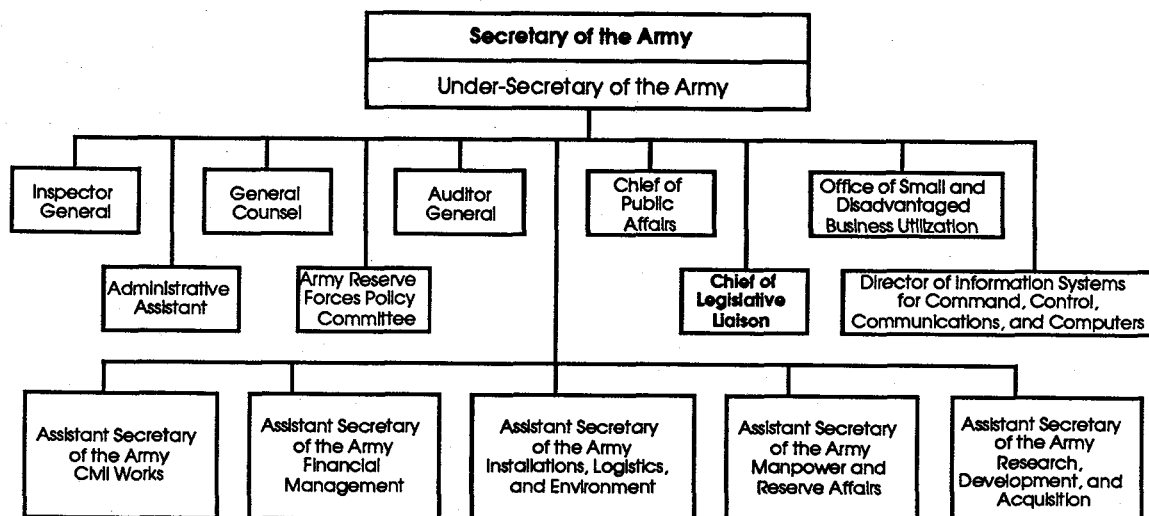 Secretary of the Army
Under-Secretary of the Army
Inspector
General
General
Counsel
Auditor
General
Chief of
Public
Affairs
Office of Small and
Disadvantaged
Business Utilization
Administrative
Assistant
Army Reserve
Forces Policy
Committee
Chief of
Legislative
Liaison
Director of Information Systems
for Command, Control,
Communications, and Computers
Assistant Secretary
of the Army
Civil Works
Assistant Secretary
of the Army
Financial
Management
Assistant Secretary
of the Army
Installations, Logistics,
and Environment
Assistant Secretary
of the Army
Manpower and
Reserve Affairs
Assistant Secretary
of the Army
Research,
Development, and
Acquisition